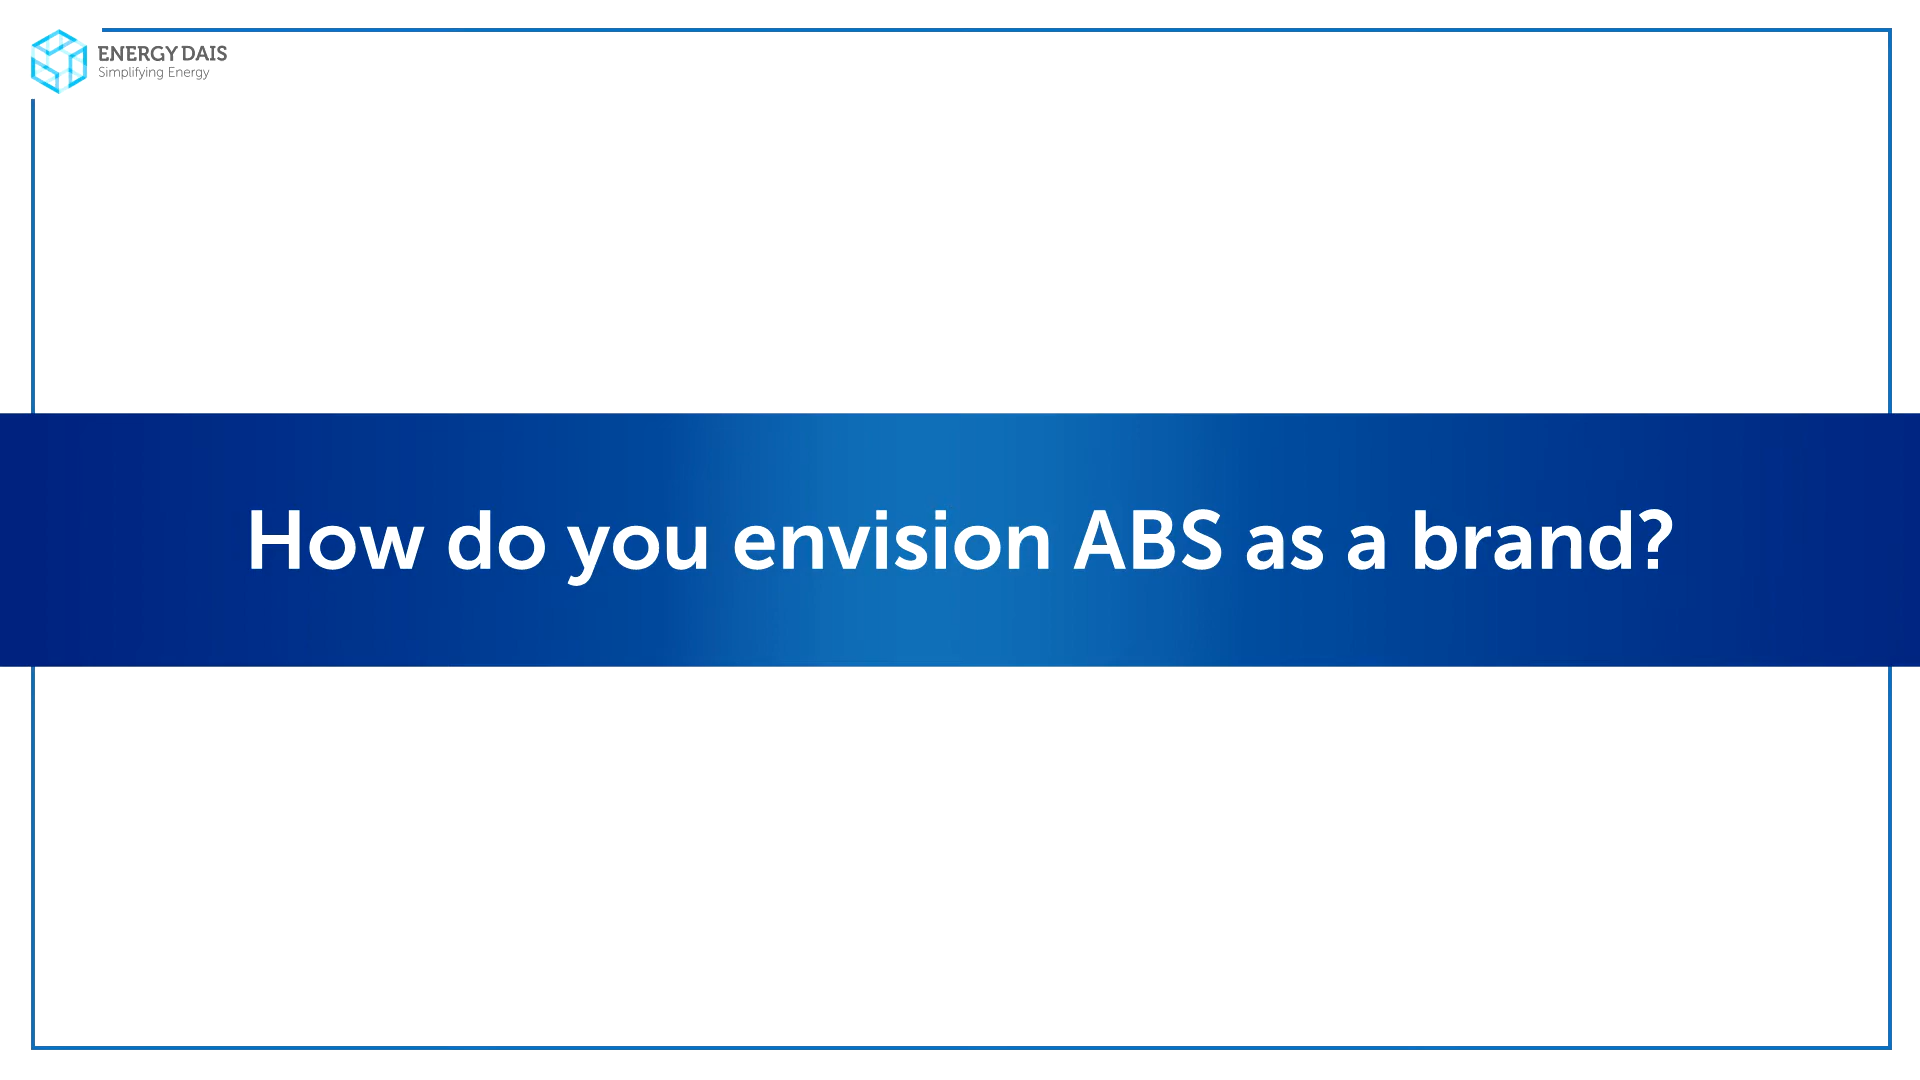 ENERGY DAIS
Simplifying Energy
How do you envision ABS as a brand?